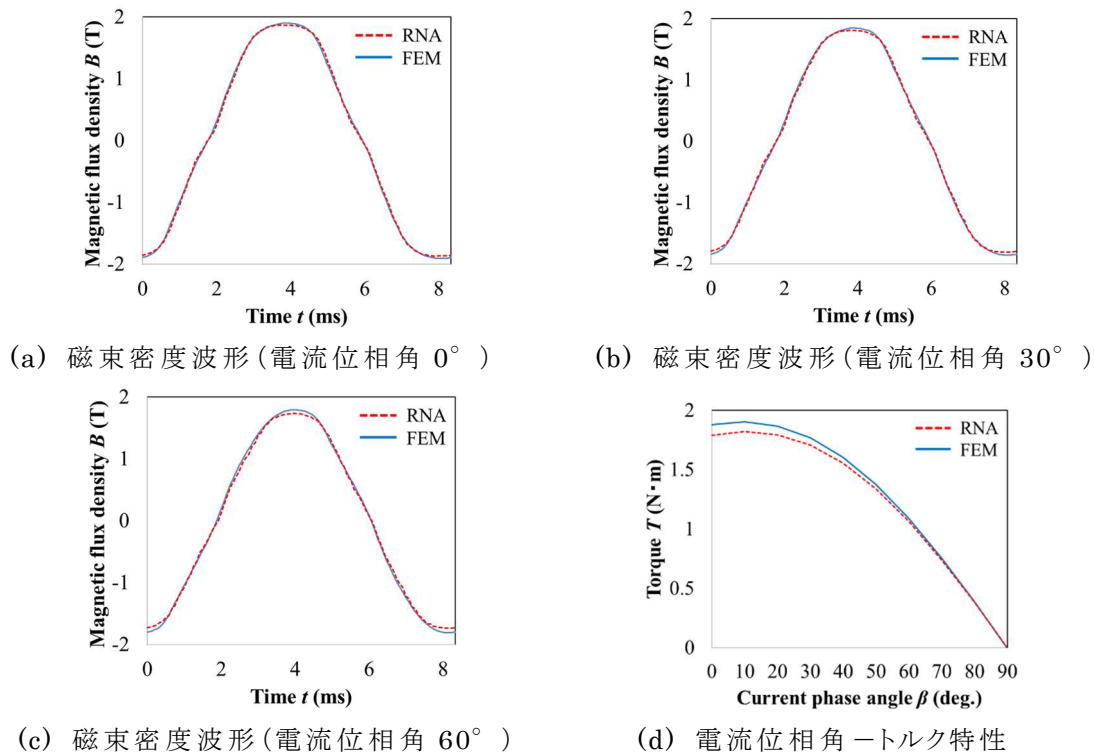 Magnetic flux density B (T)
2
1
0
-1
-2
0
2
4
6
8
Time t (ms)
RNA
FEM
(a) 磁束密度波形(電流位相角 0°)
Magnetic flux density B (T)
2
1
0
-1
-2
0
2
4
6
8
Time t (ms)
RNA
FEM
(b) 磁束密度波形(電流位相角 30°)
Magnetic flux density B (T)
2
1
0
-1
-2
0
2
4
6
8
Time t (ms)
RNA
FEM
(c) 磁束密度波形(電流位相角 60°)
Torque T (N・m)
2
1.5
1
0.5
0
0 10 20 30 40 50 60 70 80 90
Current phase angle β (deg.)
RNA
FEM
(d) 電流位相角－トルク特性